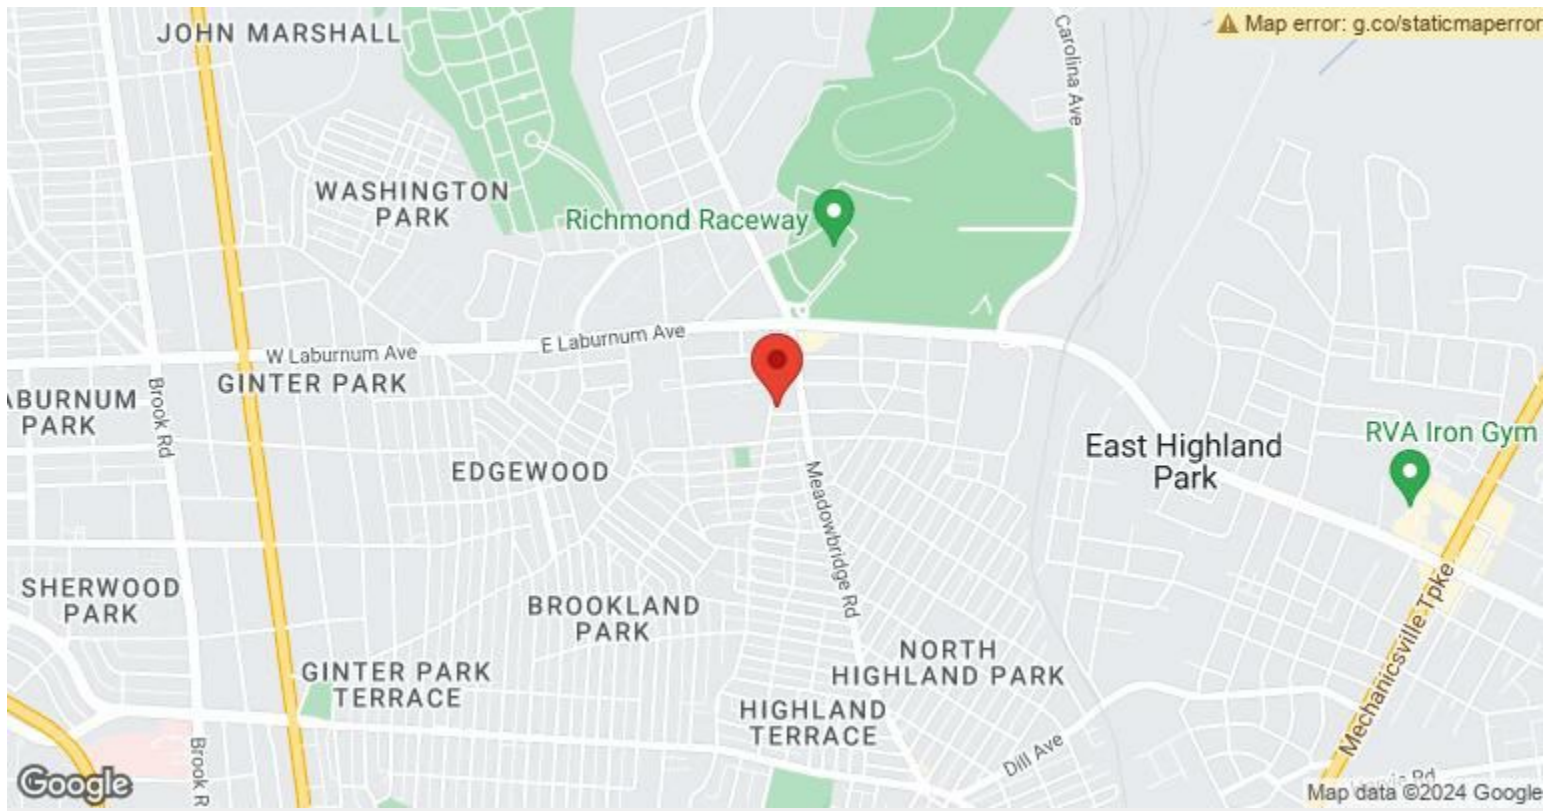 JOHN MARSHALL
Map error: g.co/staticmaperror
Carolina Ave
WASHINGTON
PARK
Richmond Raceway
E Laburnum Ave
W Laburnum Ave
GINTER PARK
ABURNUM
PARK
Brook Rd
EDGEWOOD
East Highland
Park
RVA Iron Gym
Meadowbridge Rd
SHERWOOD
PARK
BROOKLAND
PARK
NORTH
HIGHLAND PARK
GINTER PARK
TERRACE
HIGHLAND
TERRACE
Mechanicsville Tpke
Dill Ave
Brook R
Google
Map data ©2024 Google